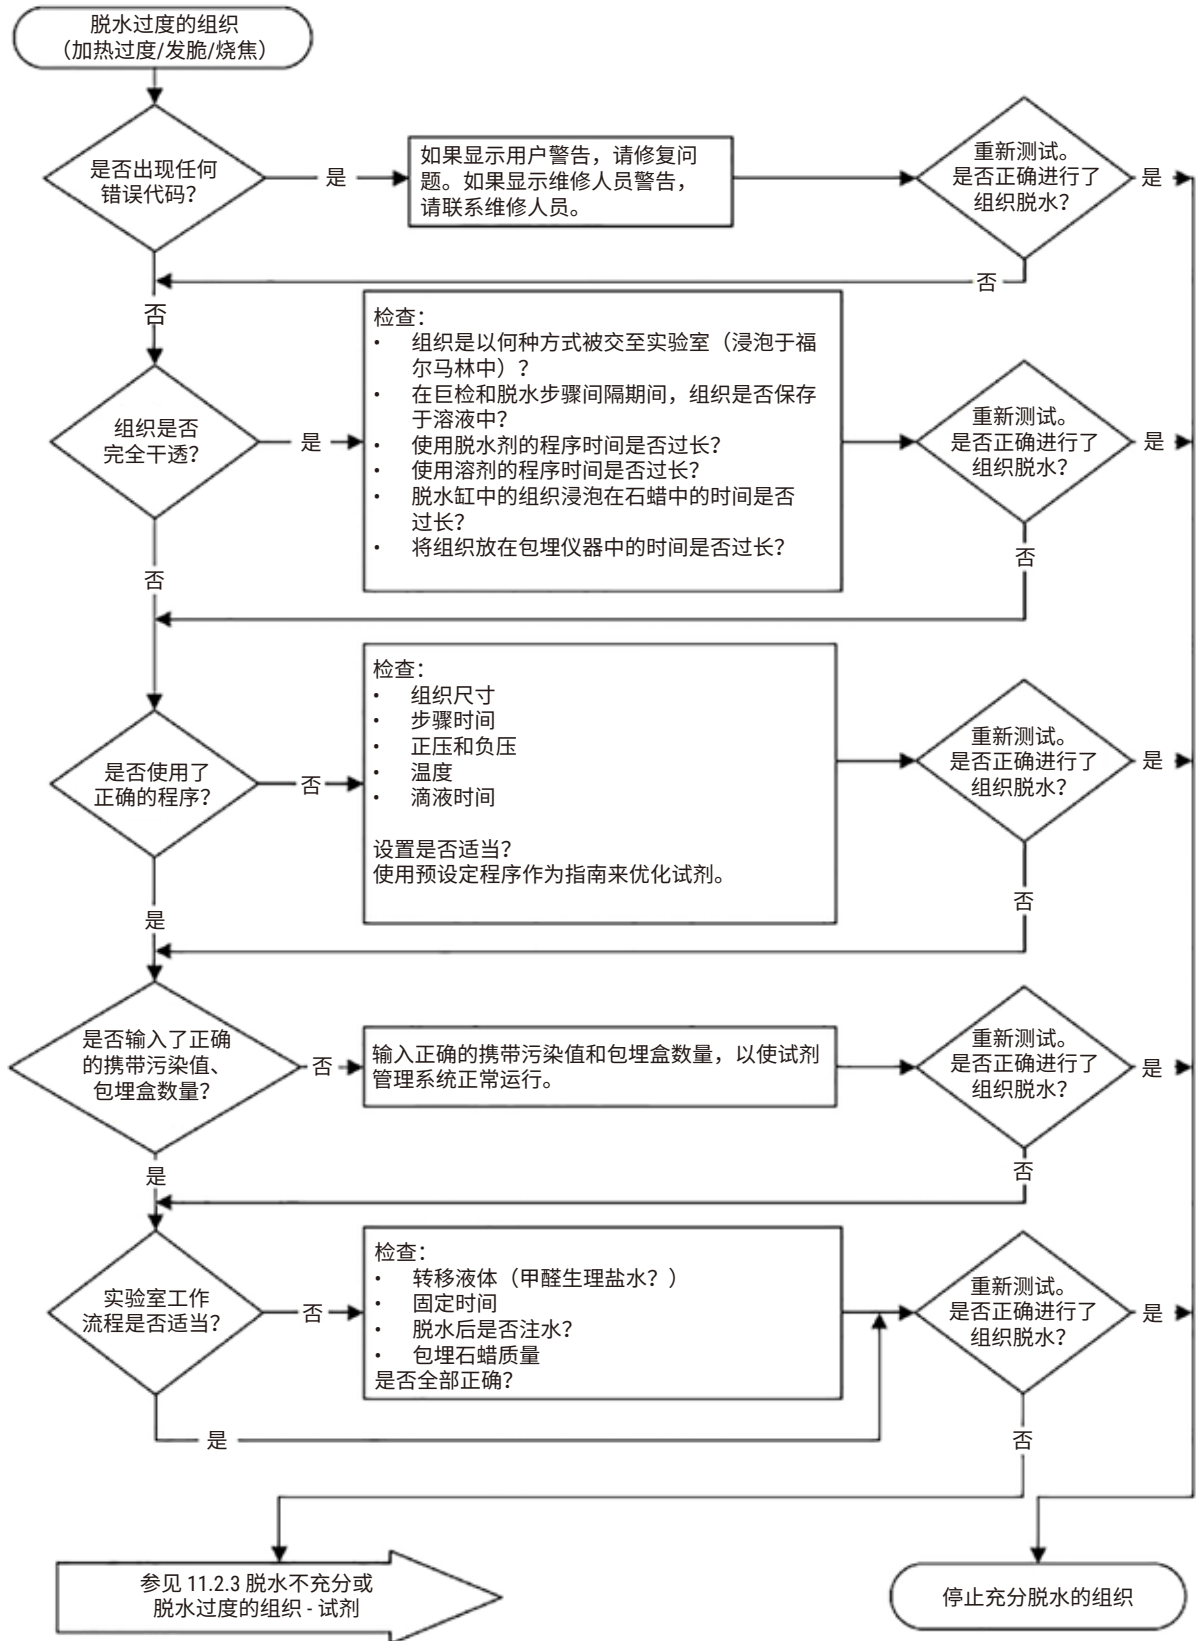 脱水过度的组织
（加热过度/发脆/烧焦）
是否出现任何
错误代码？
是
如果显示用户警告，请修复问
题。如果显示维修人员警告，
请联系维修人员。
重新测试。
是否正确进行了
组织脱水？
是
否
否
组织是否
完全干透？
是
检查：
• 组织是以何种方式被交至实验室（浸泡于福
尔马林中）？
• 在巨检和脱水步骤间隔期间，组织是否保存
于溶液中？
• 使用脱水剂的程序时间是否过长？
• 使用溶剂的程序时间是否过长？
• 脱水缸中的组织浸泡在石蜡中的时间是否
过长？
• 将组织放在包埋仪器中的时间是否过长？
重新测试。
是否正确进行了
组织脱水？
是
否
否
是否使用了
正确的程序？
否
检查：
• 组织尺寸
• 步骤时间
• 正压和负压
• 温度
• 滴液时间
设置是否适当？
使用预设定程序作为指南来优化试剂。
重新测试。
是否正确进行了
组织脱水？
是
否
是
是否输入了正确
的携带污染值、
包埋盒数量？
否
输入正确的携带污染值和包埋盒数量，以使试剂
管理系统正常运行。
重新测试。
是否正确进行了
组织脱水？
是
否
是
实验室工作
流程是否适当？
否
检查：
• 转移液体（甲醛生理盐水？）
• 固定时间
• 脱水后是否注水？
• 包埋石蜡质量
是否全部正确？
重新测试。
是否正确进行了
组织脱水？
是
是
否
参见 11.2.3 脱水不充分或
脱水过度的组织 - 试剂
停止充分脱水的组织